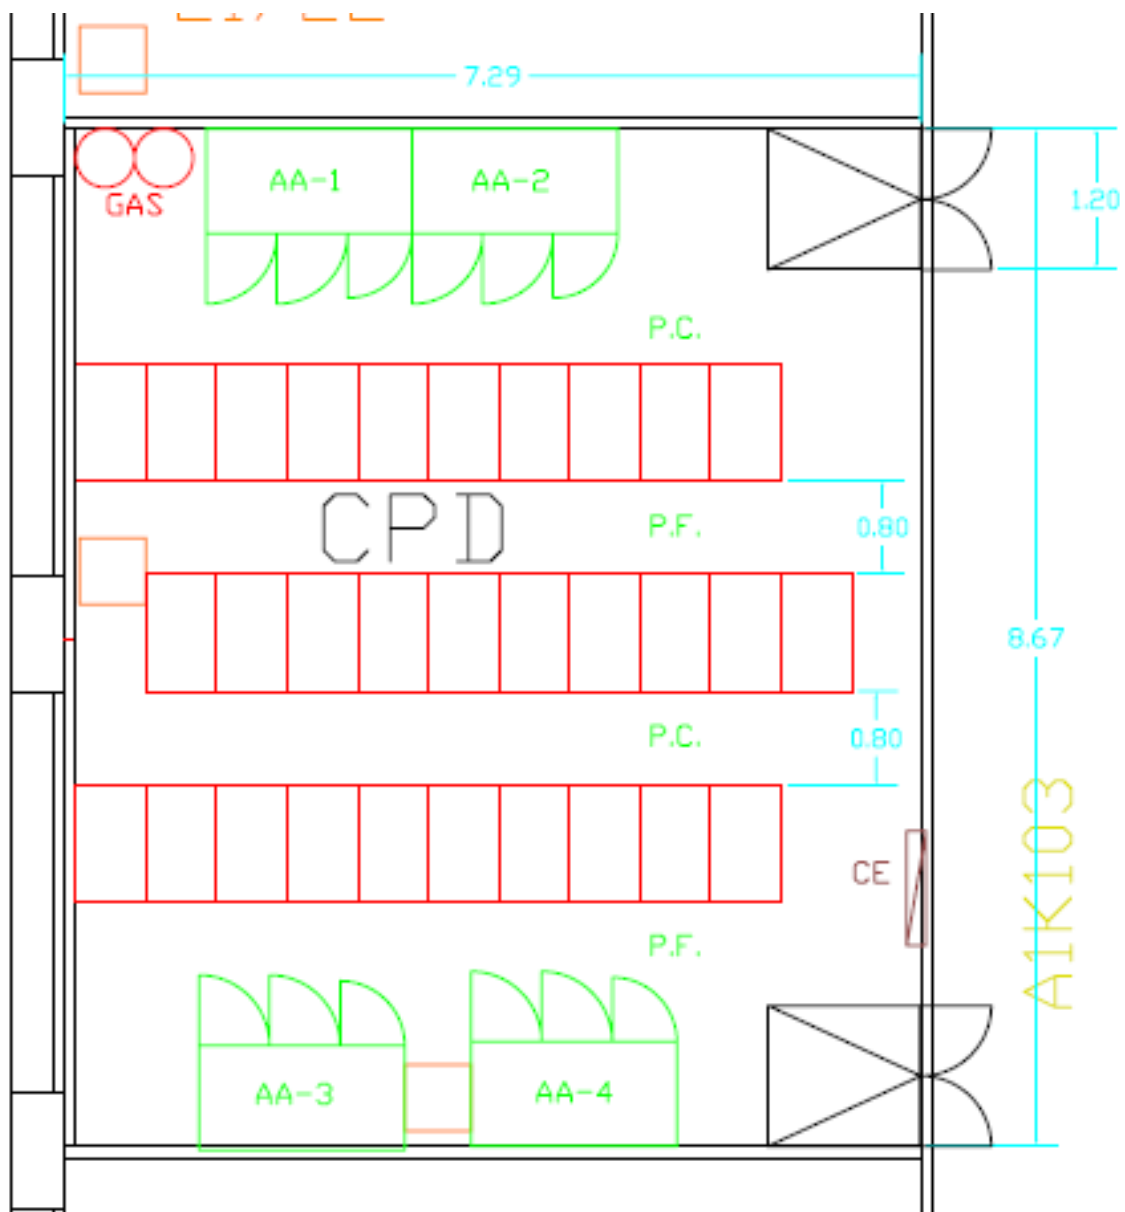 7.29
AA-1
AA-2
GAS
1.20
P.C.
CPD
P.F.
0.80
8.67
P.C.
0.80
CE
A1K103
P.F.
AA-3
AA-4